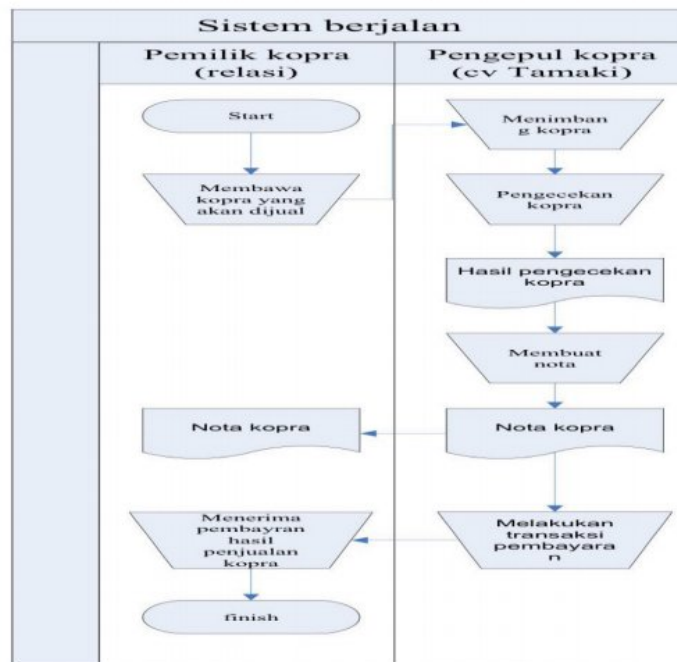 Sistem berjalan
Pemilik kopra
(relasi)
Pengepul kopra
(cv Tamaki)
Start
Membawa
kopra yang
akan dijual
Menimban
g kopra
Pengecekan
kopra
Hasil pengecekan
kopra
Membuat
nota
Nota kopra
Nota kopra
Melakukan
transaksi
pembayara
n
Menerima
pembayran
hasil
penjualan
kopra
finish